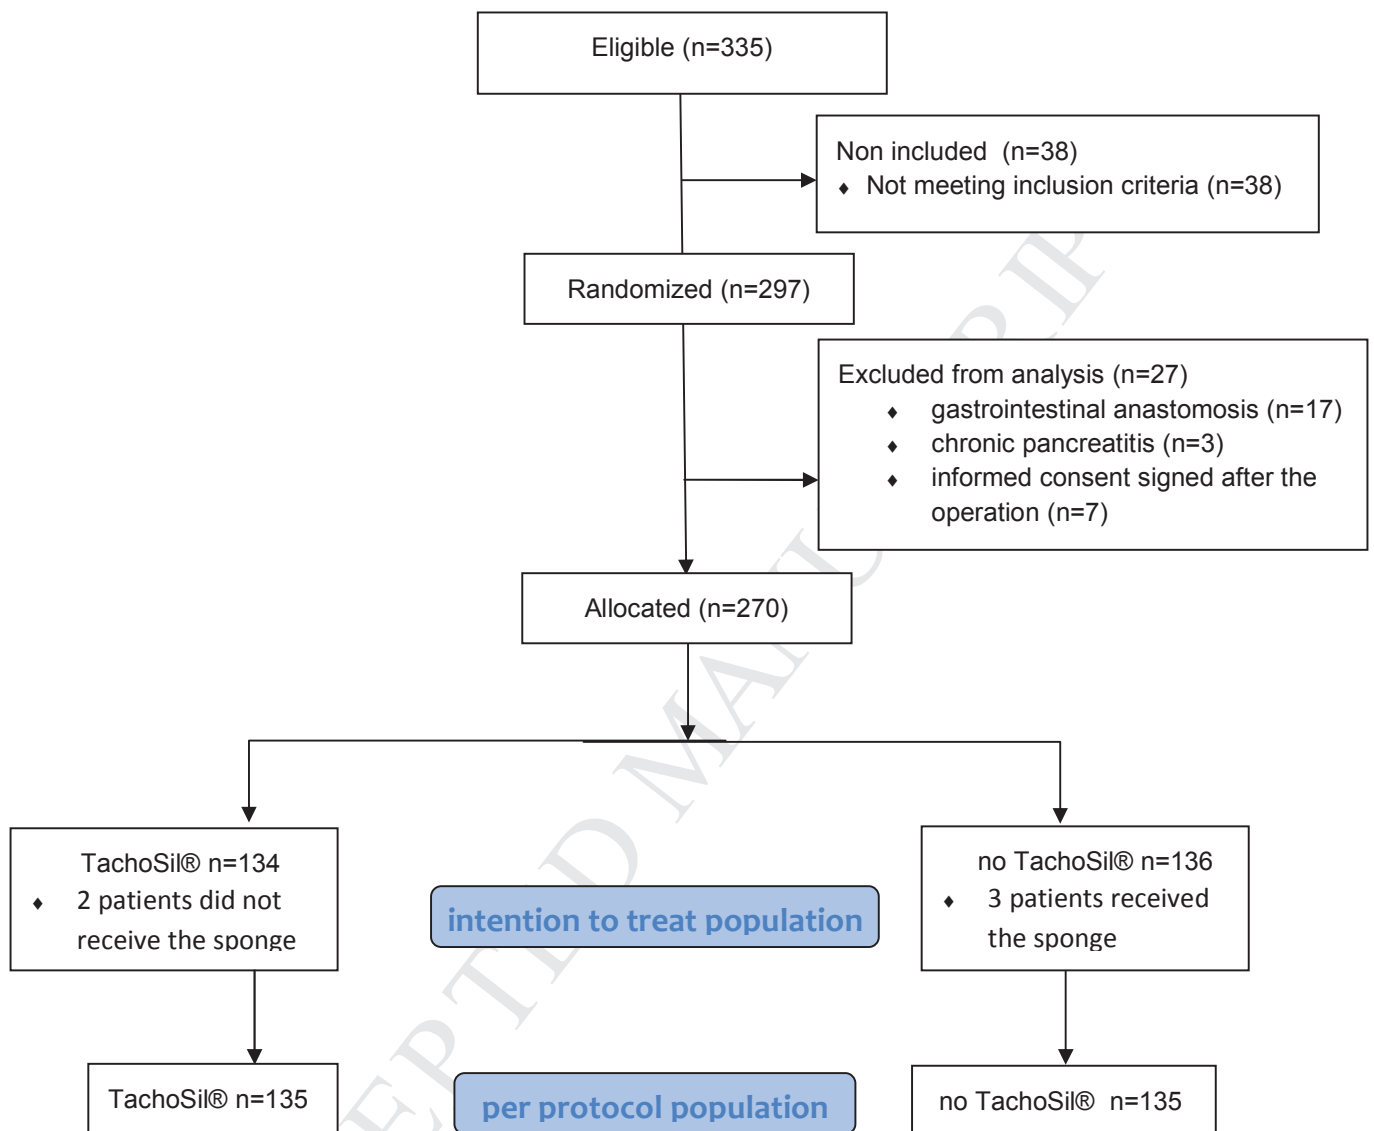 Eligible (n=335)
Non included (n=38)
♦ Not meeting inclusion criteria (n=38)
Randomized (n=297)
Excluded from analysis (n=27)
♦ gastrointestinal anastomosis (n=17)
♦ chronic pancreatitis (n=3)
♦ informed consent signed after the
operation (n=7)
Allocated (n=270)
TachoSil® n=134
♦ 2 patients did not
receive the sponge
intention to treat population
no TachoSil® n=136
♦ 3 patients received
the sponge
TachoSil® n=135
per protocol population
no TachoSil® n=135